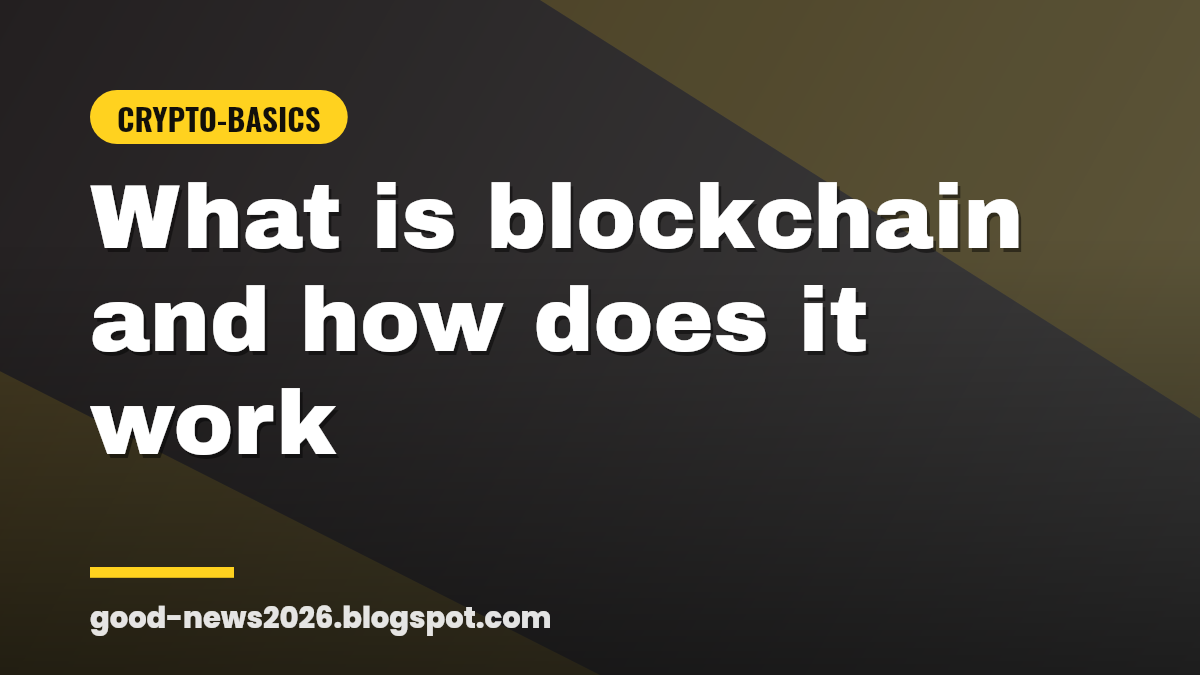 CRYPTO-BASICS
What is blockchain
and how does it
work
good-news2026.blogspot.com